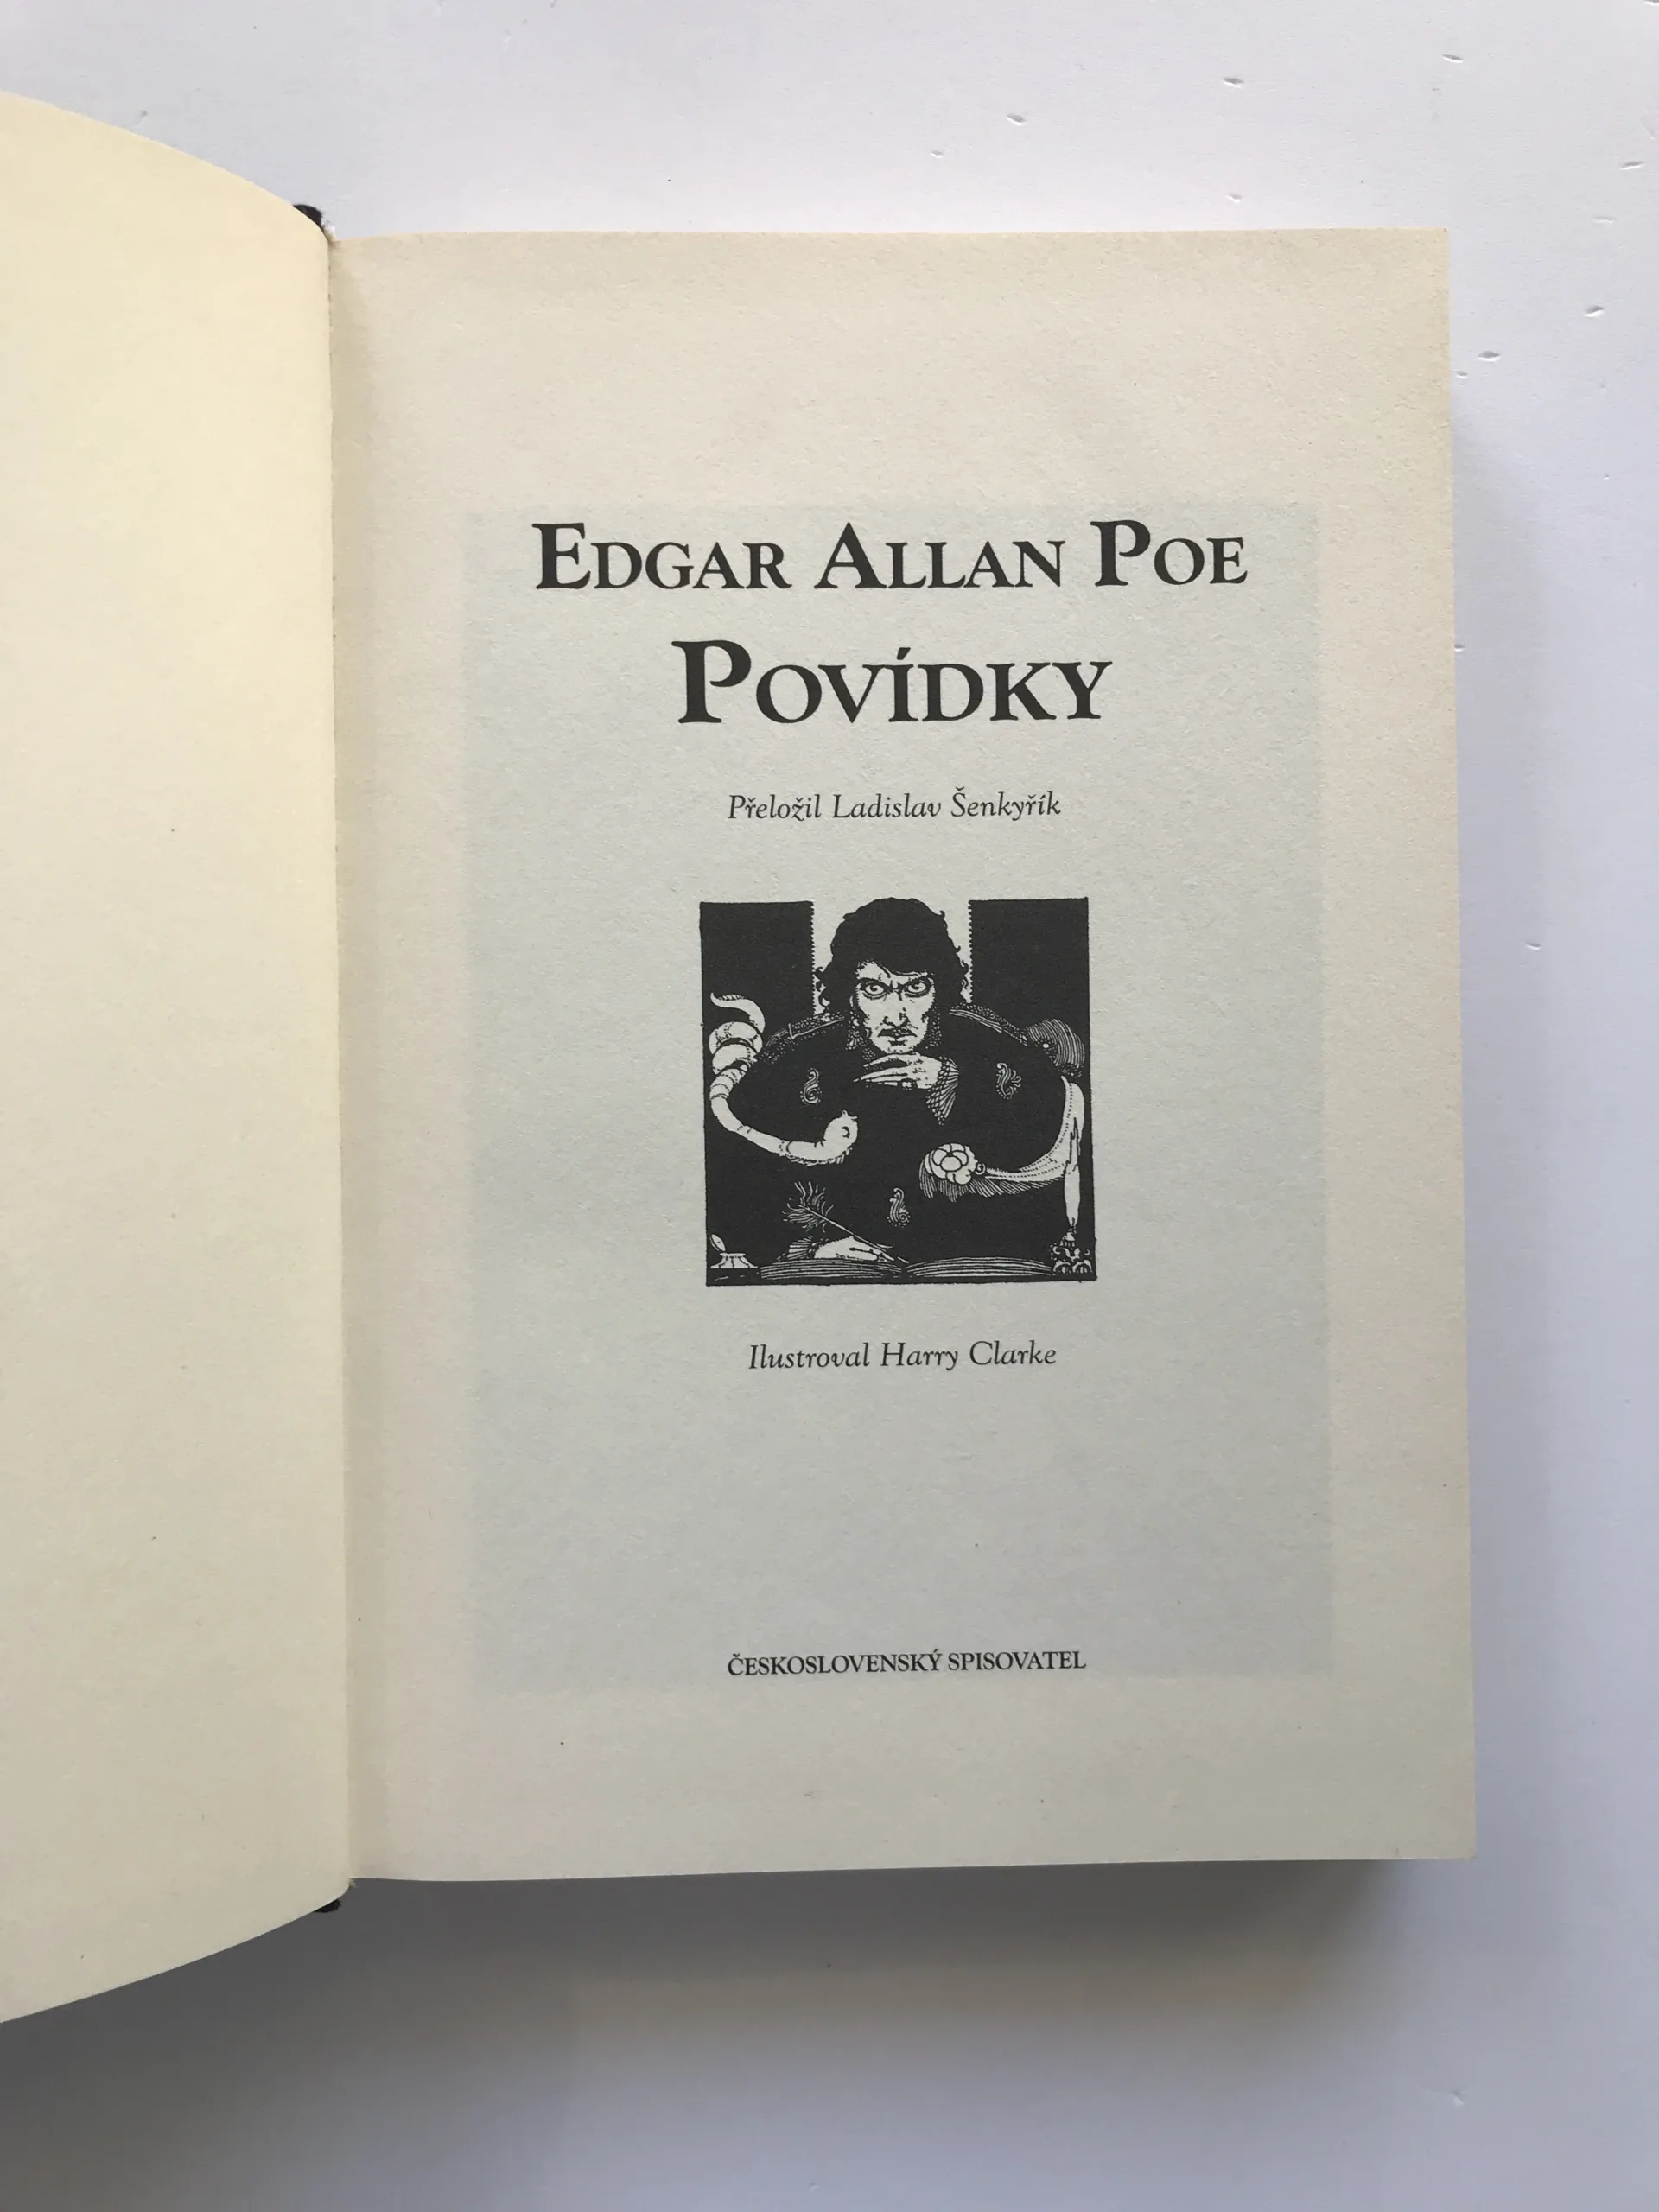 EDGAR ALLAN POE
POVÍDKY
Přeložil Ladislav Šenkyřík
Ilustroval Harry Clarke
ČESKOSLOVENSKÝ SPISOVATEL